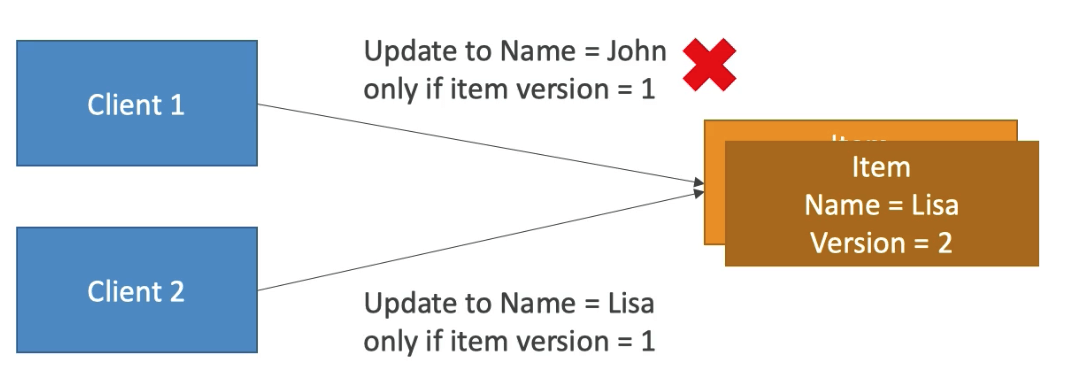 Update to Name = John
only if item version = 1
Client 1
Item
Name = Lisa
Version = 2
Client 2
Update to Name = Lisa
only if item version = 1